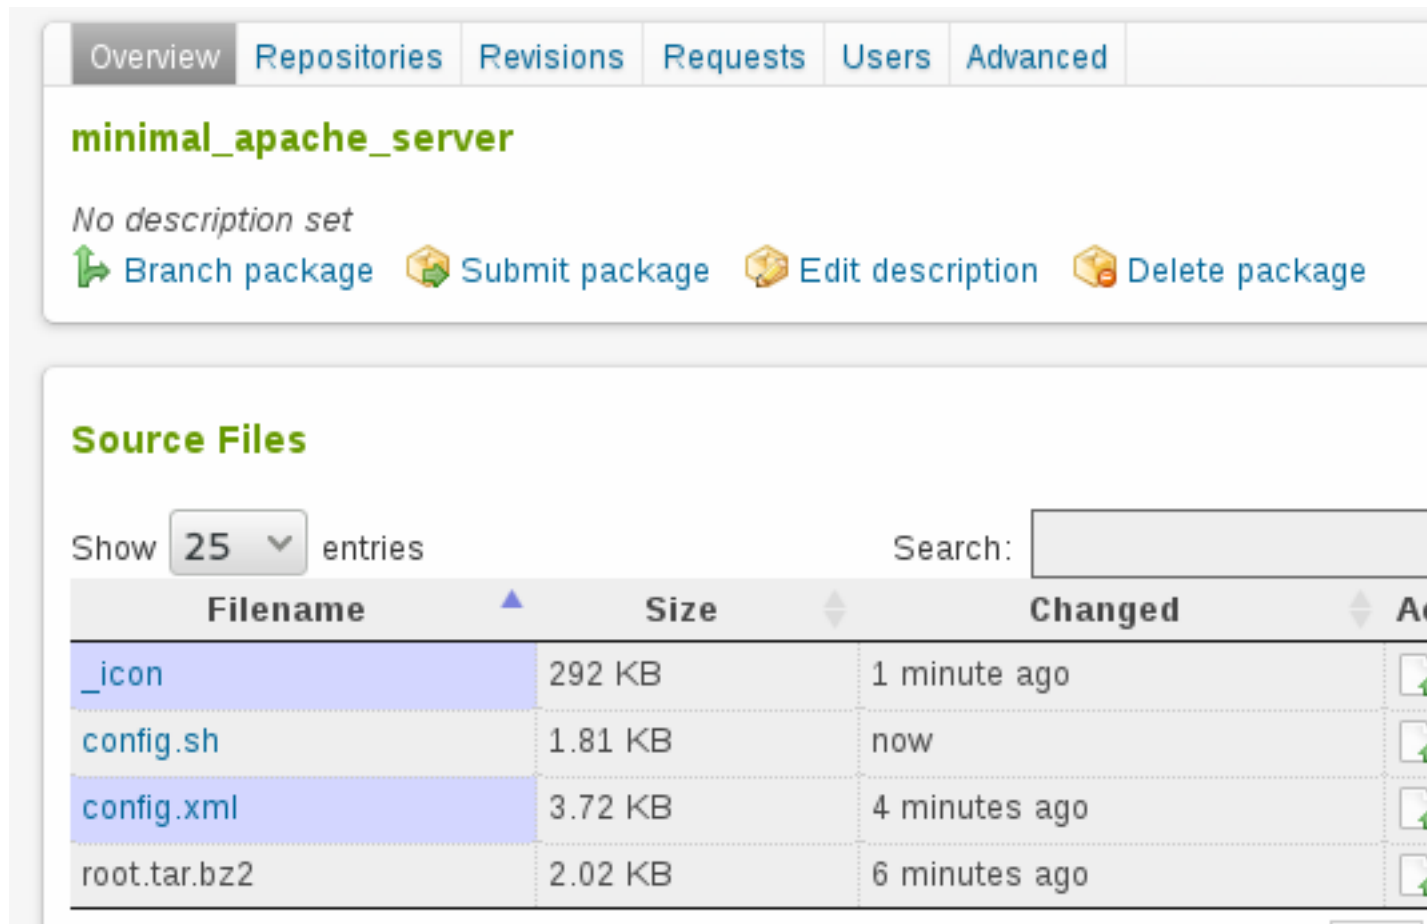 Overview Repositories Revisions Requests Users Advanced
minimal_apache_server
No description set
Branch package Submit package Edit description Delete package
Source Files
Show 25 entries Search:
Filename Size Changed
_icon 292 KB 1 minute ago
config.sh 1.81 KB now
config.xml 3.72 KB 4 minutes ago
root.tar.bz2 2.02 KB 6 minutes ago